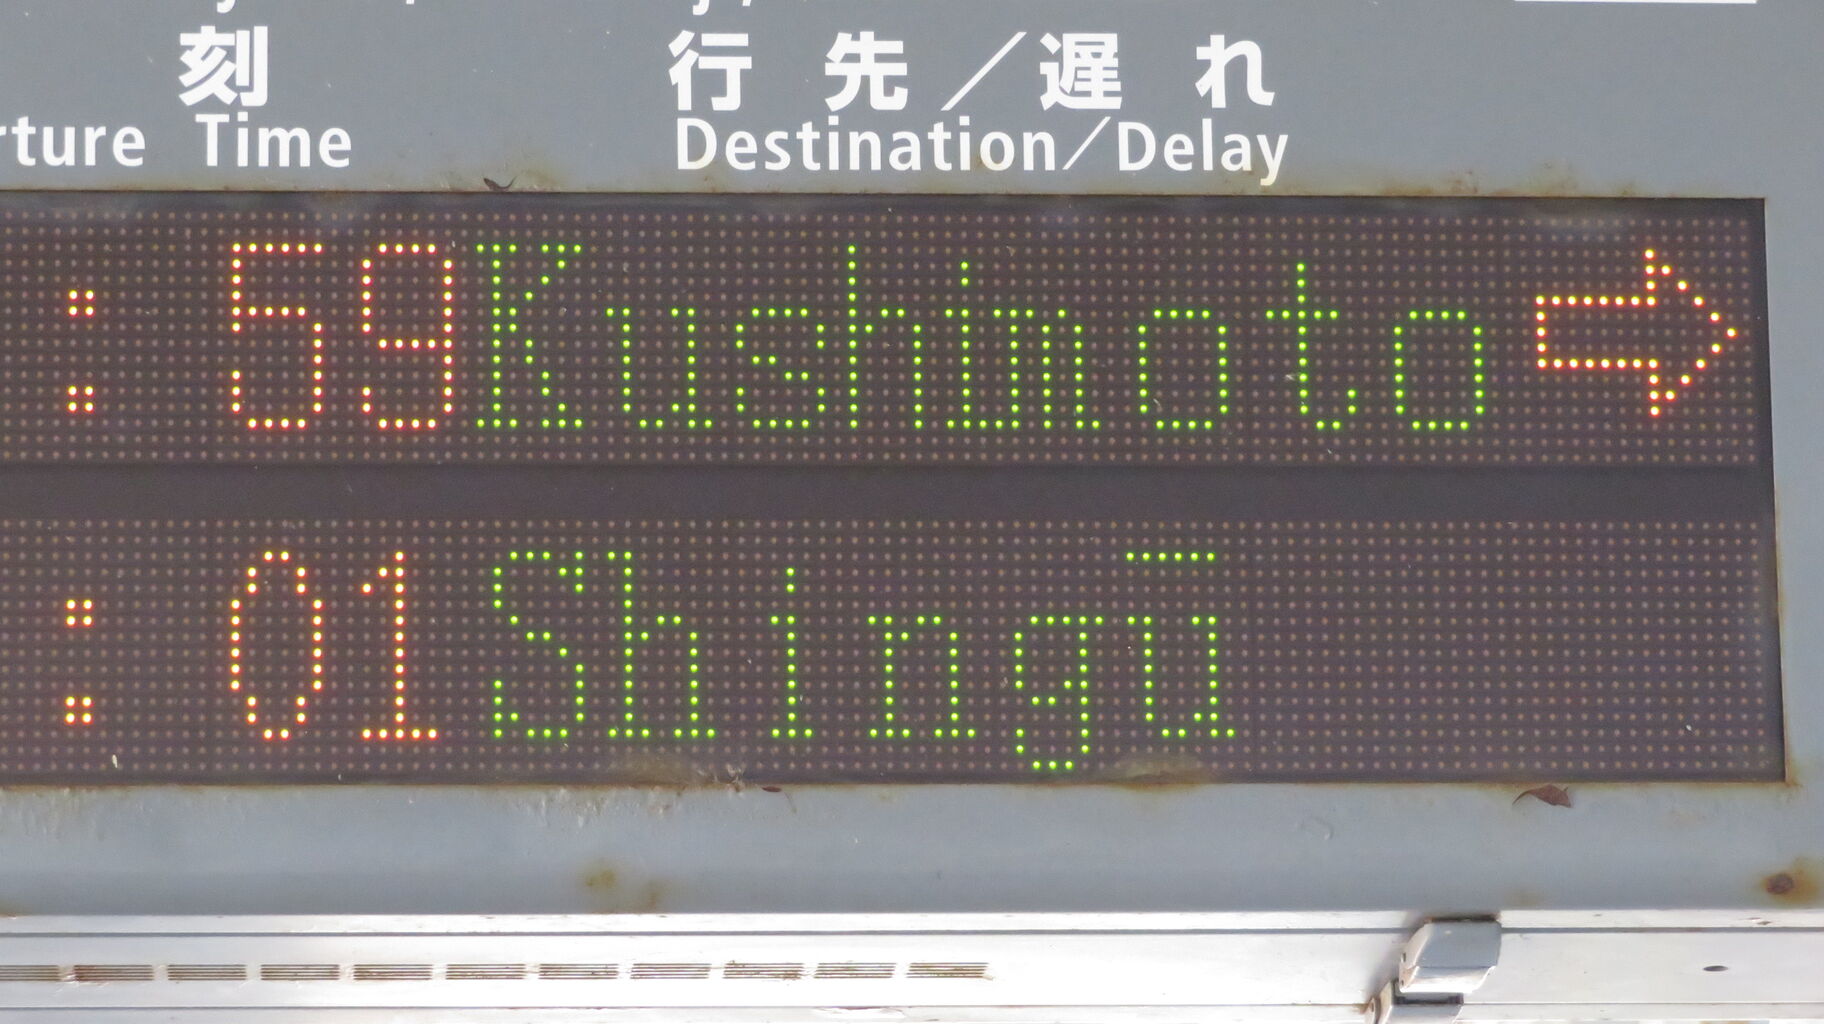 刻 行先／遅れ
rture Time Destination／Delay
:59 Kushimoto ⇨
:01 Shingū